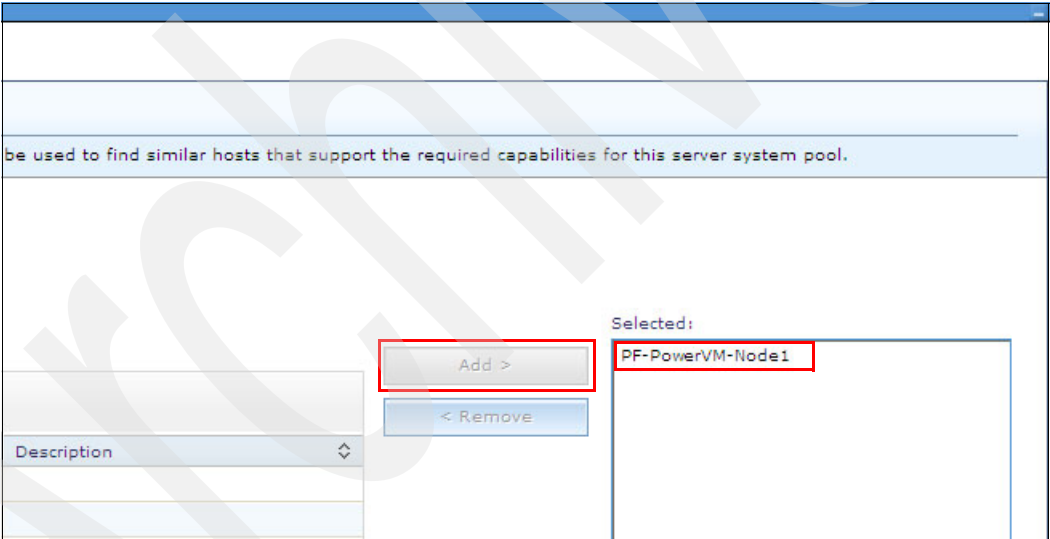 be used to find similar hosts that support the required capabilities for this server system pool.
Selected:
PF-PowerVM-Node1
Add >
< Remove
Description